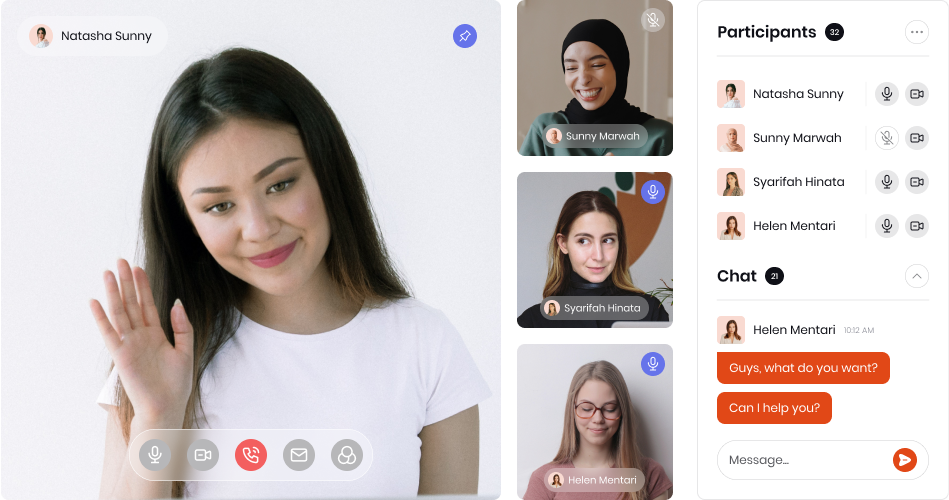 Natasha Sunny
Sunny Marwah
Syarifah Hinata
Helen Mentari
Participants 32
Natasha Sunny
Sunny Marwah
Syarifah Hinata
Helen Mentari
Chat 21
Helen Mentari 10:12 AM
Guys, what do you want?
Can I help you?
Message...